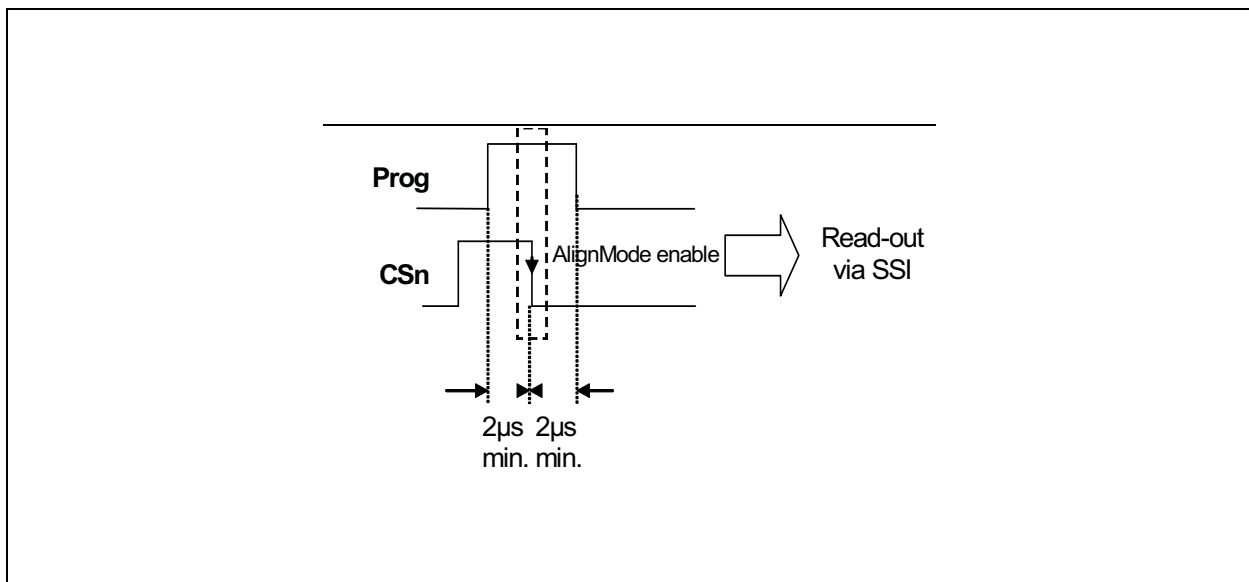 Prog
AlignMode enable
Read-out
via SSI
CSn
2µs 2µs
min. min.